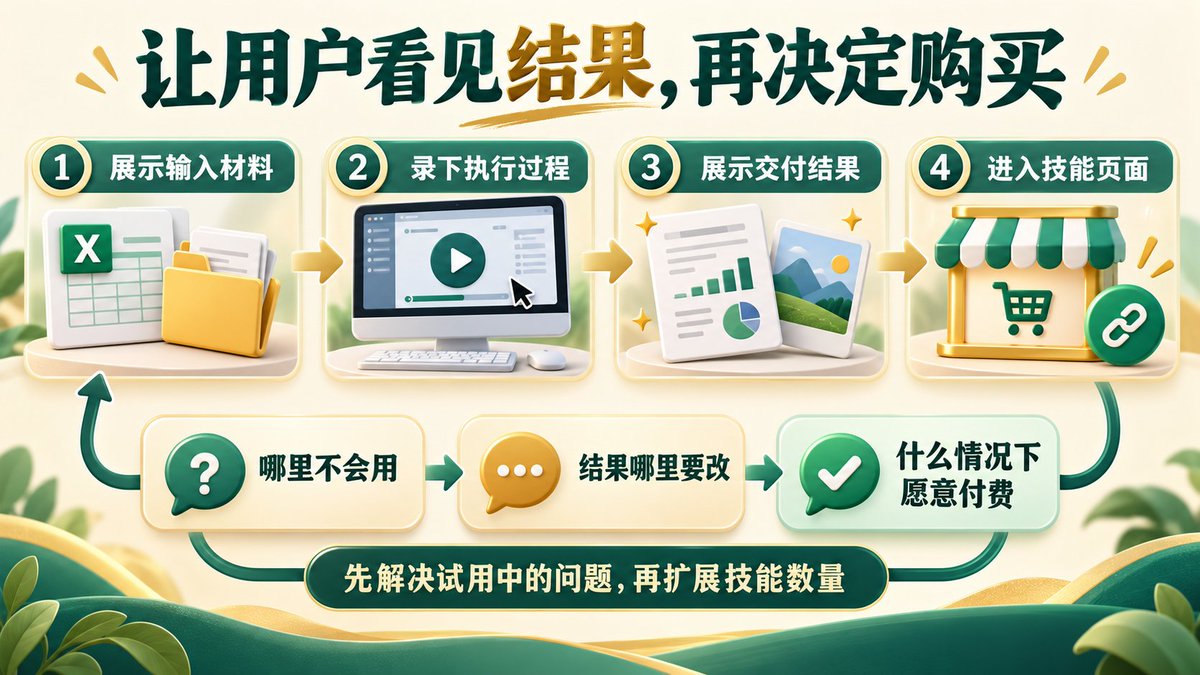 让用户看见结果，再决定购买
1 展示输入材料
2 录下执行过程
3 展示交付结果
4 进入技能页面
X
?
哪里不会用
结果哪里要改
什么情况下
愿意付费
先解决试用中的问题，再扩展技能数量